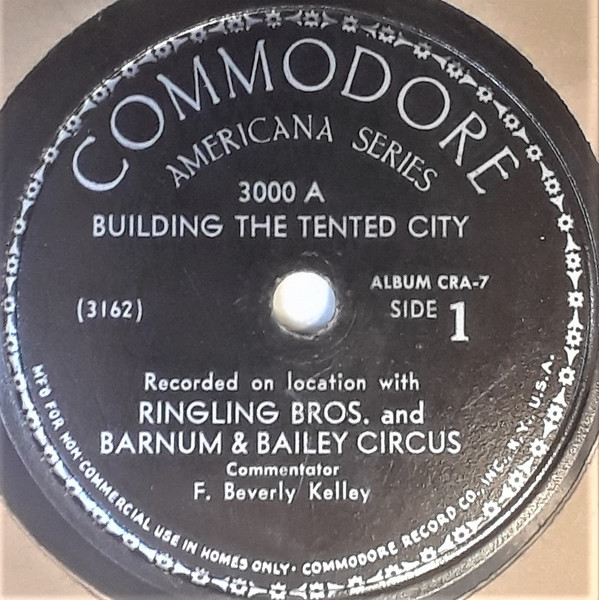 COMMODORE
AMERICANA SERIES
3000 A
BUILDING THE TENTED CITY
ALBUM CRA-7
(3162)
SIDE 1
Recorded on location with
RINGLING BROS. and
BARNUM & BAILEY CIRCUS
Commentator
F. Beverly Kelley
MF'D FOR NON-COMMERCIAL USE IN HOMES ONLY · COMMODORE RECORD CO., INC., N.Y., U.S.A.